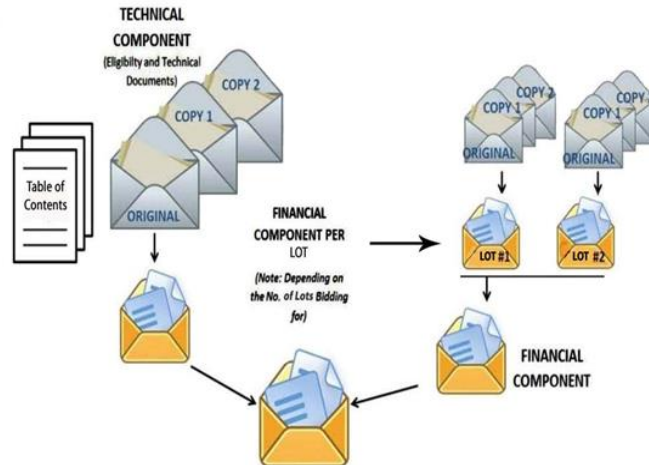 TECHNICAL
COMPONENT
(Eligibilty and Technical
Documents)
COPY 2
COPY 1
ORIGINAL
Table of
Contents
FINANCIAL
COMPONENT PER
LOT
(Note: Depending on
the No. of Lots Bidding
for)
COPY 2
COPY 1
ORIGINAL
COPY
COPY 1
ORIGINAL
LOT #1
LOT #2
FINANCIAL
COMPONENT